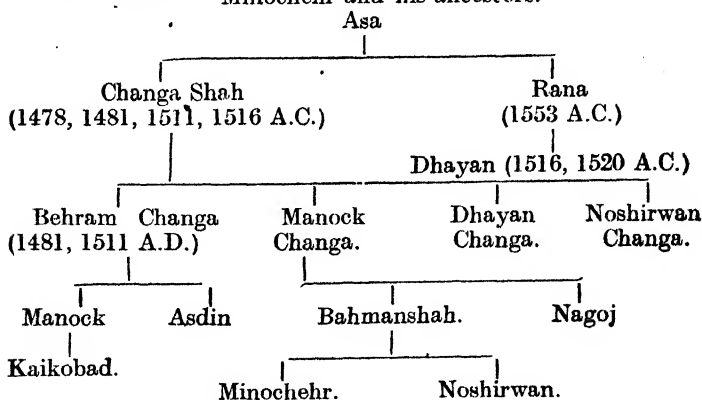 Minochehr and his ancestors.
Asa
Changa Shah Rana
(1478, 1481, 1511, 1516 A.C.) (1553 A.C.)
Dhayan (1516, 1520 A.C.)
Behram Changa Manock Dhayan Noshirwan
(1481, 1511 A.D.) Changa. Changa. Changa.
Manock Asdin Bahmanshah. Nagoj
Kaikobad.
Minochehr. Noshirwan.